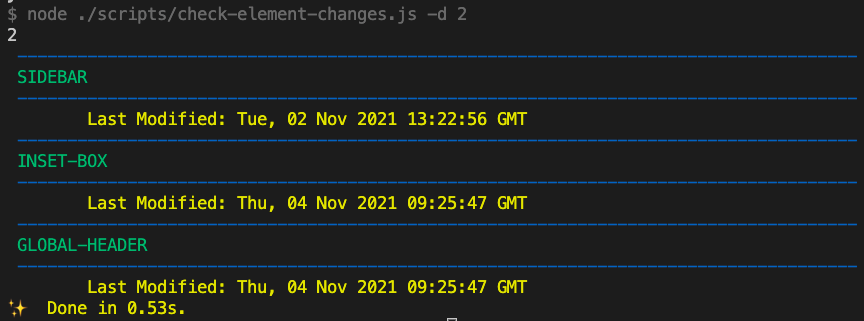 $ node ./scripts/check-element-changes.js -d 2
2
SIDEBAR
Last Modified: Tue, 02 Nov 2021 13:22:56 GMT
INSET-BOX
Last Modified: Thu, 04 Nov 2021 09:25:47 GMT
GLOBAL-HEADER
Last Modified: Thu, 04 Nov 2021 09:25:47 GMT
✨ Done in 0.53s.